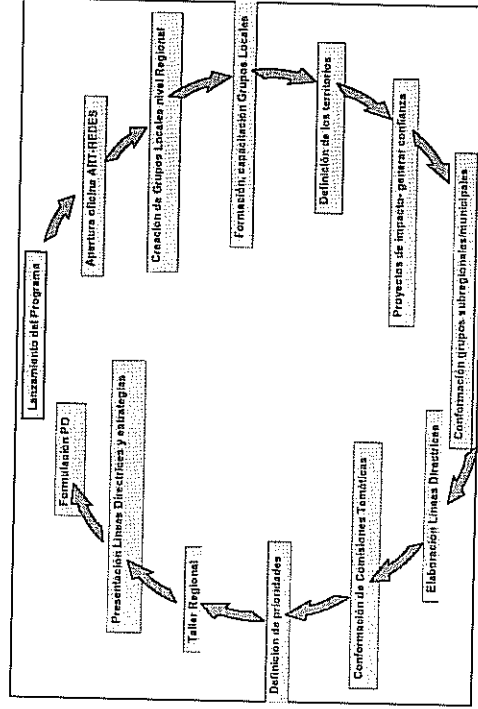 Lanzamiento del Programa
Apertura oficina ART-REDES
Creacion de Grupos Locales nivel Regional
Formación, capacitación Grupos Locales
Definición de los territorios
Proyectos de impacto- generar confianza
Conformación grupos subregionales/municipales
Elaboración Líneas Directrices
Conformación de Comisiones Temáticas
Definición de prioridades
Taller Regional
Presentación Líneas Directrices y estrategias
Formulación PD